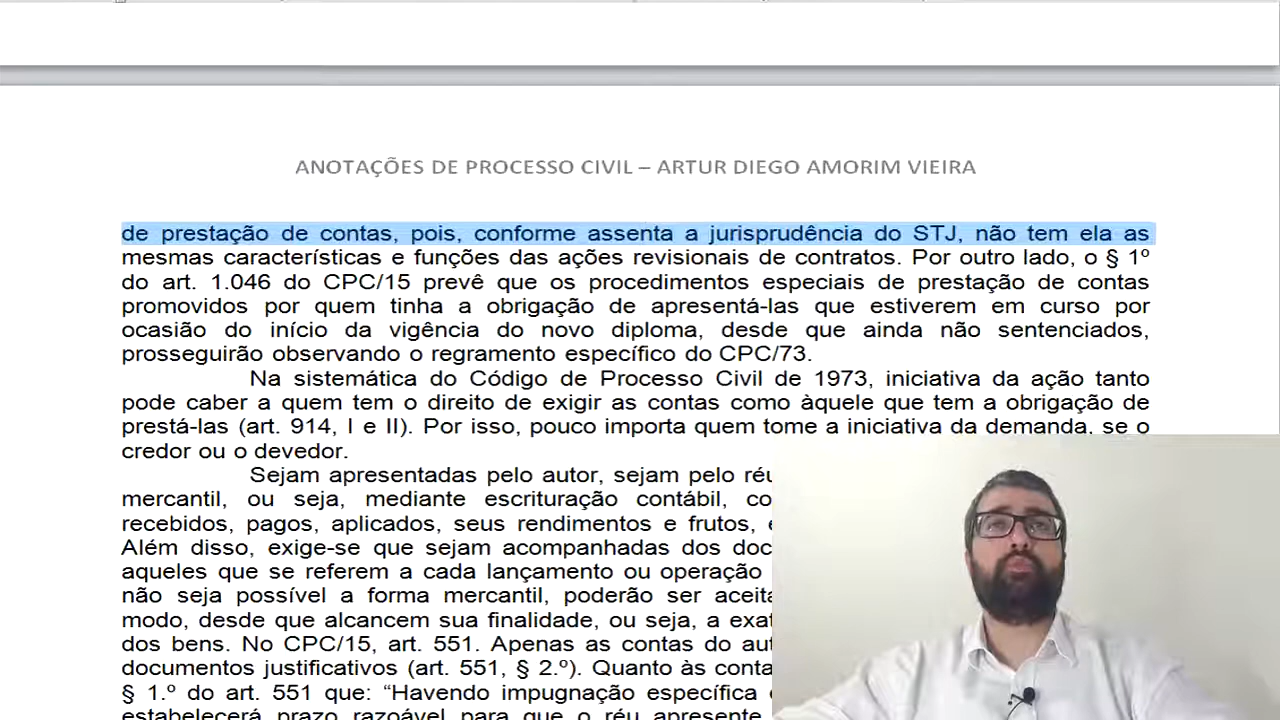 ANOTAÇÕES DE PROCESSO CIVIL – ARTUR DIEGO AMORIM VIEIRA
de prestação de contas, pois, conforme assenta a jurisprudência do STJ, não tem ela as
mesmas características e funções das ações revisionais de contratos. Por outro lado, o § 1º
do art. 1.046 do CPC/15 prevê que os procedimentos especiais de prestação de contas
promovidos por quem tinha a obrigação de apresentá-las que estiverem em curso por
ocasião do início da vigência do novo diploma, desde que ainda não sentenciados,
prosseguirão observando o regramento específico do CPC/73.
Na sistemática do Código de Processo Civil de 1973, iniciativa da ação tanto
pode caber a quem tem o direito de exigir as contas como àquele que tem a obrigação de
prestá-las (art. 914, I e II). Por isso, pouco importa quem tome a iniciativa da demanda, se o
credor ou o devedor.
Sejam apresentadas pelo autor, sejam pelo réu
mercantil, ou seja, mediante escrituração contábil,
recebidos, pagos, aplicados, seus rendimentos e frutos,
Além disso, exige-se que sejam acompanhadas dos
aqueles que se referem a cada lançamento ou operação
não seja possível a forma mercantil, poderão ser
modo, desde que alcancem sua finalidade, ou seja, a
dos bens. No CPC/15, art. 551. Apenas as contas do
documentos justificativos (art. 551, § 2.º). Quanto às
§ 1.º do art. 551 que: “Havendo impugnação específica
estabelecerá prazo razoável para que o réu apresente